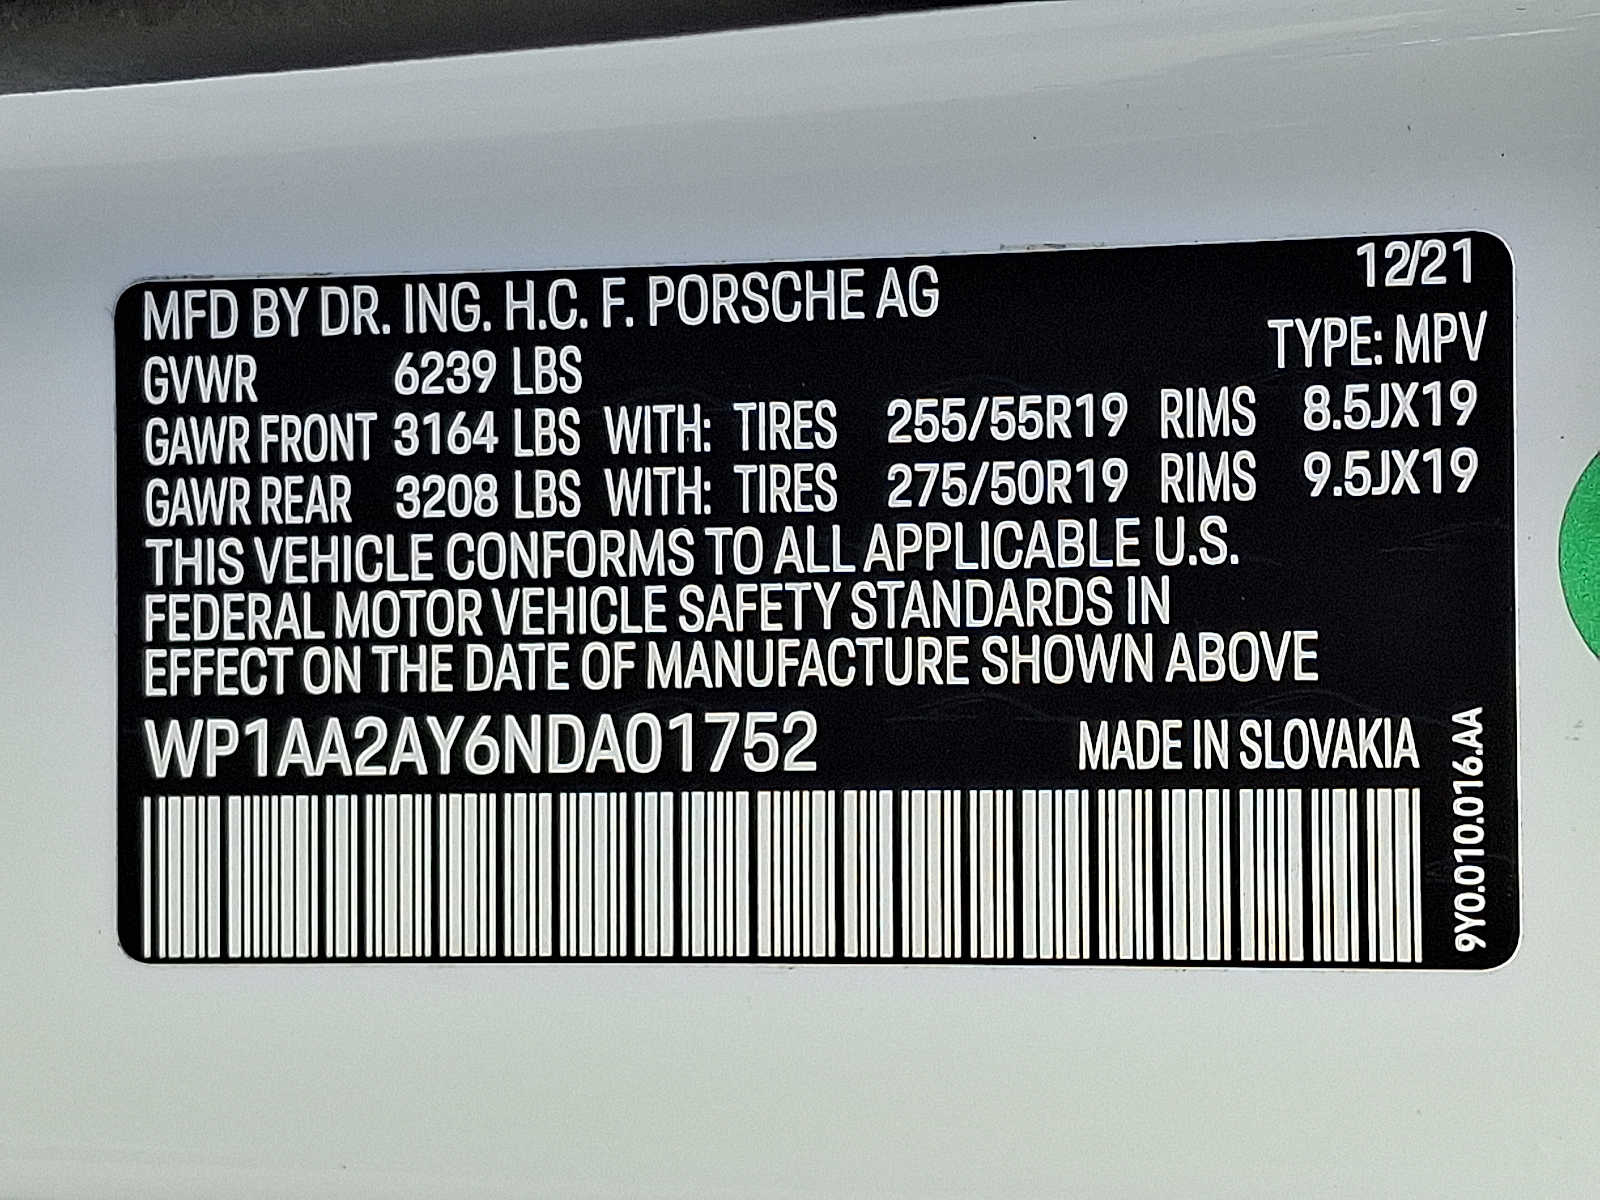 12/21
MFD BY DR. ING. H.C. F. PORSCHE AG
TYPE: MPV
GVWR 6239 LBS
GAWR FRONT 3164 LBS WITH: TIRES 255/55R19 RIMS 8.5JX19
GAWR REAR 3208 LBS WITH: TIRES 275/50R19 RIMS 9.5JX19
THIS VEHICLE CONFORMS TO ALL APPLICABLE U.S.
FEDERAL MOTOR VEHICLE SAFETY STANDARDS IN
EFFECT ON THE DATE OF MANUFACTURE SHOWN ABOVE
WP1AA2AY6NDA01752 MADE IN SLOVAKIA
9Y0.010.016.AA